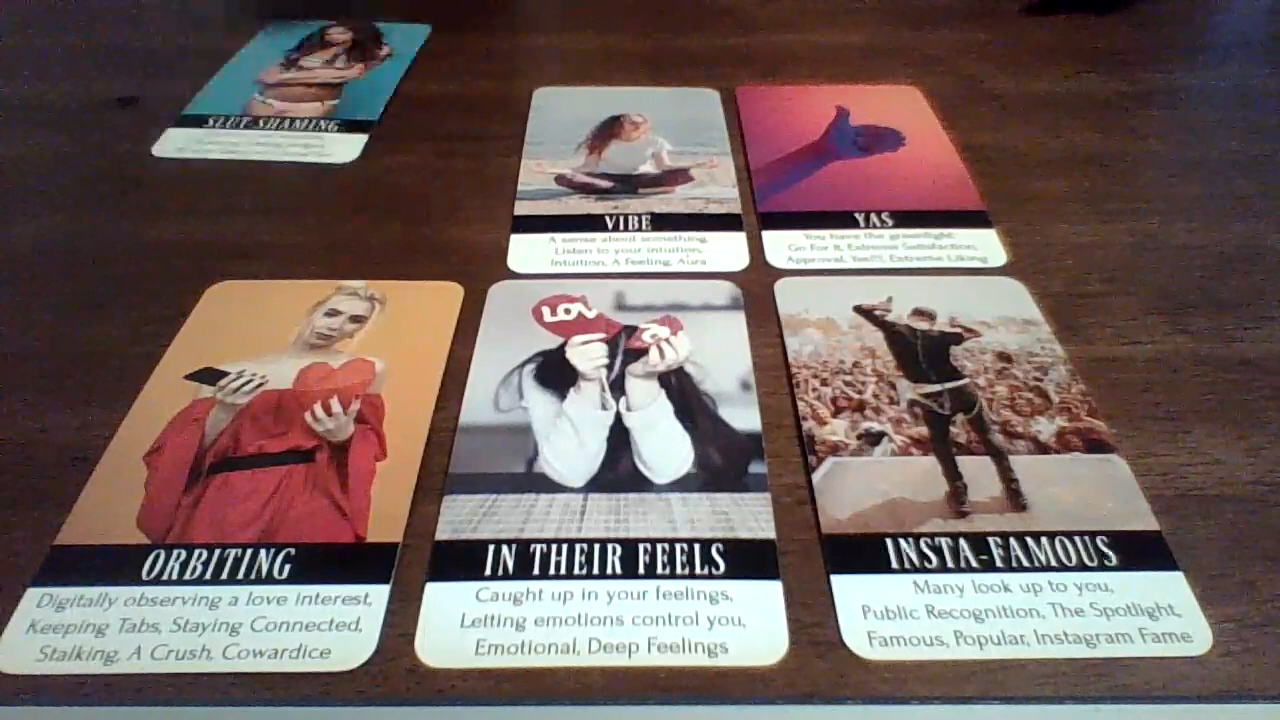 SLUT-SHAMING
VIBE
A sense about something,
Listen to your intuition,
Intuition, A Feeling, Aura
YAS
You have the greenlight,
Go For It, Extreme Satisfaction,
Approval, Yes!!!, Extreme Liking
ORBITING
Digitally observing a love interest,
Keeping Tabs, Staying Connected,
Stalking, A Crush, Cowardice
LOV
IN THEIR FEELS
Caught up in your feelings,
Letting emotions control you,
Emotional, Deep Feelings
INSTA-FAMOUS
Many look up to you,
Public Recognition, The Spotlight,
Famous, Popular, Instagram Fame